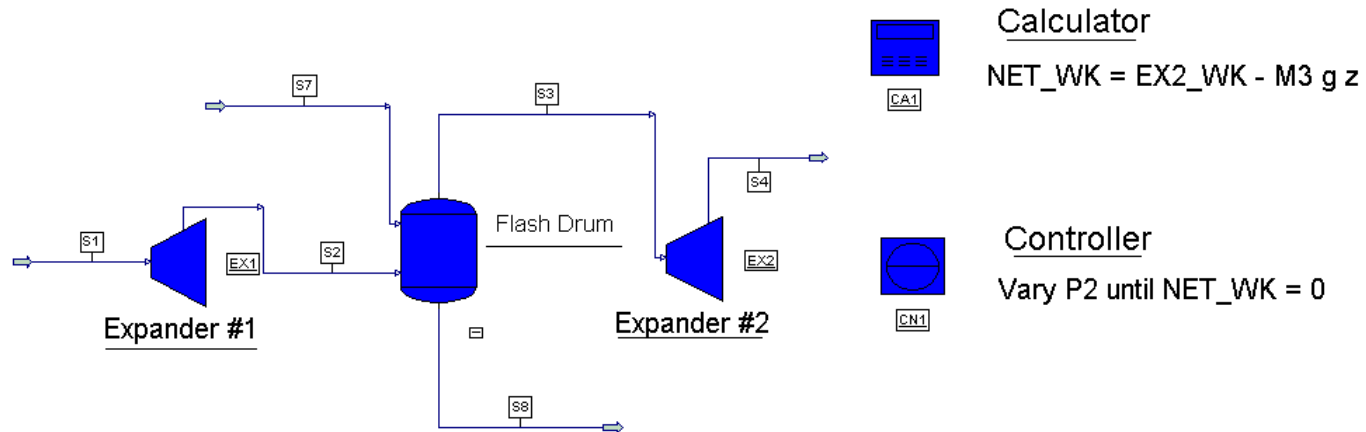 Calculator
NET_WK = EX2_WK - M3 g z
CA1
S7
S3
S4
Flash Drum
S1
EX1
S2
EX2
Expander #1
Expander #2
Controller
Vary P2 until NET_WK = 0
CN1
S8